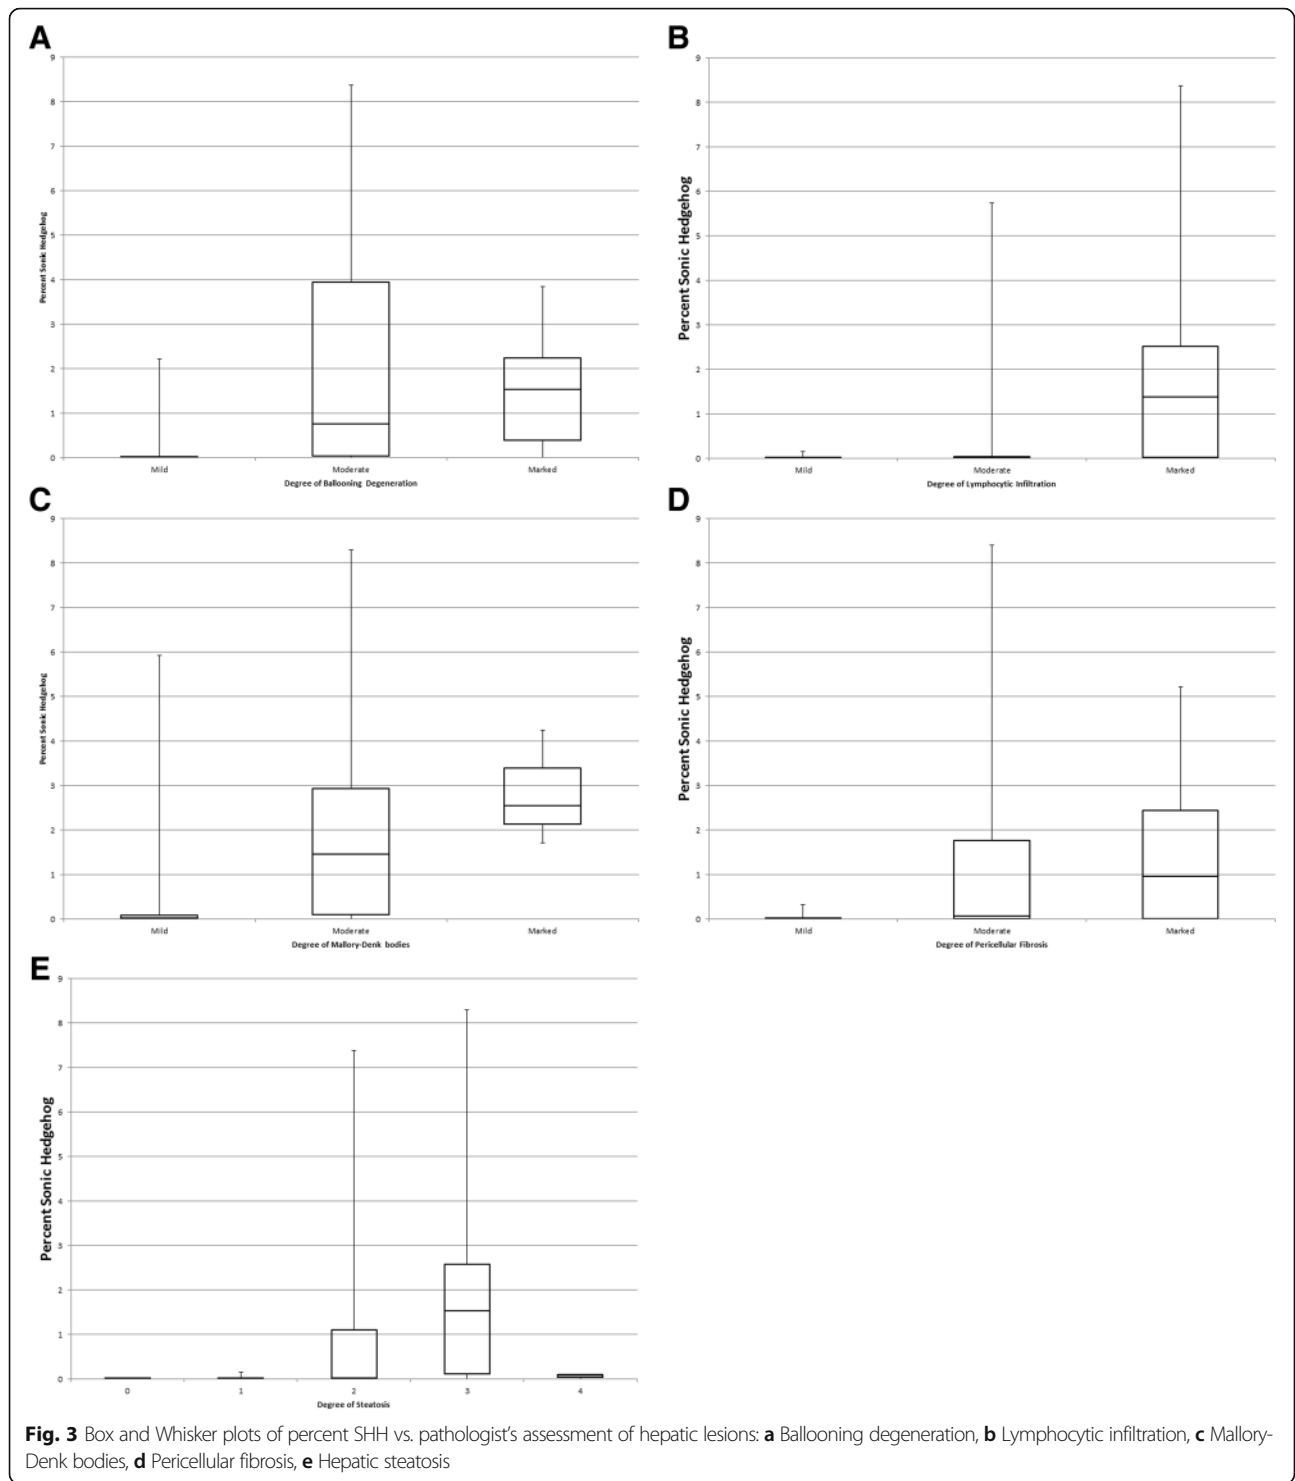 A
9
8
7
6
5
4
3
2
1
0
Percent Sonic Hedgehog
Mild Moderate Marked
Degree of Ballooning Degeneration
B
9
8
7
6
5
4
3
2
1
0
Percent Sonic Hedgehog
Mild Moderate Marked
Degree of Lymphocytic Infiltration
C
9
8
7
6
5
4
3
2
1
0
Percent Sonic Hedgehog
Mild Moderate Marked
Degree of Mallory-Denk bodies
D
9
8
7
6
5
4
3
2
1
0
Percent Sonic Hedgehog
Mild Moderate Marked
Degree of Pericellular Fibrosis
E
9
8
7
6
5
4
3
2
1
0
Percent Sonic Hedgehog
0 1 2 3 4
Degree of Steatosis
Fig. 3 Box and Whisker plots of percent SHH vs. pathologist's assessment of hepatic lesions: a Ballooning degeneration, b Lymphocytic infiltration, c Mallory-
Denk bodies, d Pericellular fibrosis, e Hepatic steatosis